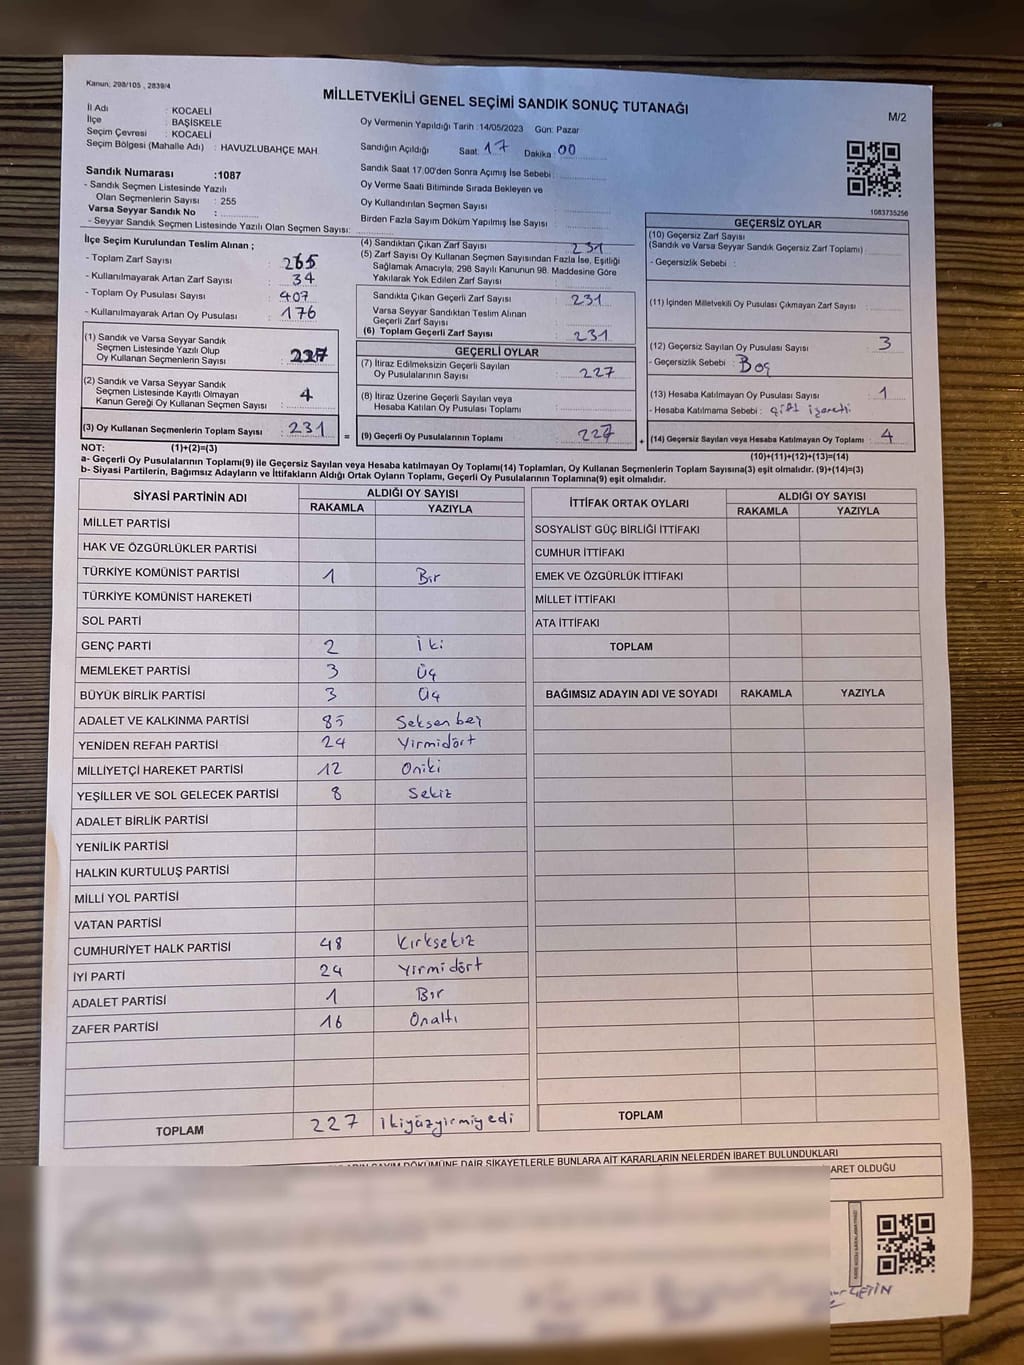 Kanun: 298/105 , 2839/4
MİLLETVEKİLİ GENEL SEÇİMİ SANDIK SONUÇ TUTANAĞI
M/2
İl Adı : KOCAELİ
İlçe : BAŞİSKELE
Seçim Çevresi : KOCAELİ
Seçim Bölgesi (Mahalle Adı) : HAVUZLUBAHÇE MAH.
Sandık Numarası :1087
- Sandık Seçmen Listesinde Yazılı
Olan Seçmenlerin Sayısı : 255
Varsa Seyyar Sandık No :
- Seyyar Sandık Seçmen Listesinde Yazılı Olan Seçmen Sayısı:
Oy Vermenin Yapıldığı Tarih :14/05/2023 Gün: Pazar
Sandığın Açıldığı Saat: 17 Dakika: 00
Sandık Saat 17.00'den Sonra Açımış İse Sebebi :
Oy Verme Saati Bitiminde Sırada Bekleyen ve
Oy Kullandırılan Seçmen Sayısı :
Birden Fazla Sayım Döküm Yapılmış İse Sayısı :
1083735256
İlçe Seçim Kurulundan Teslim Alınan ;
- Toplam Zarf Sayısı : 265
- Kullanılmayarak Artan Zarf Sayısı : 34
- Toplam Oy Pusulası Sayısı : 407
- Kullanılmayarak Artan Oy Pusulası : 176
(1) Sandık ve Varsa Seyyar Sandık
Seçmen Listesinde Yazılı Olup
Oy Kullanan Seçmenlerin Sayısı : 227
(2) Sandık ve Varsa Seyyar Sandık
Seçmen Listesinde Kayıtlı Olmayan
Kanun Gereği Oy Kullanan Seçmen Sayısı : 4
(3) Oy Kullanan Seçmenlerin Toplam Sayısı : 231
(4) Sandıktan Çıkan Zarf Sayısı : 231
(5) Zarf Sayısı Oy Kullanan Seçmen Sayısından Fazla İse, Eşitliği
Sağlamak Amacıyla, 298 Sayılı Kanunun 98. Maddesine Göre
Yakılarak Yok Edilen Zarf Sayısı :
Sandıkta Çıkan Geçerli Zarf Sayısı : 231
Varsa Seyyar Sandıktan Teslim Alınan
Geçerli Zarf Sayısı :
(6) Toplam Geçerli Zarf Sayısı : 231
GEÇERLİ OYLAR
(7) İtiraz Edilmeksizin Geçerli Sayılan
Oy Pusulalarının Sayısı : 227
(8) İtiraz Üzerine Geçerli Sayılan veya
Hesaba Katılan Oy Pusulası Toplamı :
= (9) Geçerli Oy Pusulalarının Toplamı : 227
GEÇERSİZ OYLAR
(10) Geçersiz Zarf Sayısı
(Sandık ve Varsa Seyyar Sandık Geçersiz Zarf Toplamı) :
- Geçersizlik Sebebi :
(11) İçinden Milletvekili Oy Pusulası Çıkmayan Zarf Sayısı :
(12) Geçersiz Sayılan Oy Pusulası Sayısı : 3
- Geçersizlik Sebebi : Boş
(13) Hesaba Katılmayan Oy Pusulası Sayısı : 1
- Hesaba Katılmama Sebebi : çift işareti
+ (14) Geçersiz Sayılan veya Hesaba Katılmayan Oy Toplamı : 4
NOT: (1)+(2)=(3)
(10)+(11)+(12)+(13)=(14)
a- Geçerli Oy Pusulalarının Toplamı(9) ile Geçersiz Sayılan veya Hesaba katılmayan Oy Toplamı(14) Toplamları, Oy Kullanan Seçmenlerin Toplam Sayısına(3) eşit olmalıdır. (9)+(14)=(3)
b- Siyasi Partilerin, Bağımsız Adayların ve İttifakların Aldığı Ortak Oyların Toplamı, Geçerli Oy Pusulalarının Toplamına(9) eşit olmalıdır.
SİYASİ PARTİNİN ADI ALDIĞI OY SAYISI
RAKAMLA YAZIYLA
MİLLET PARTİSİ
HAK VE ÖZGÜRLÜKLER PARTİSİ
TÜRKİYE KOMÜNİST PARTİSİ 1 Bir
TÜRKİYE KOMÜNİST HAREKETİ
SOL PARTİ
GENÇ PARTİ 2 İki
MEMLEKET PARTİSİ 3 Üç
BÜYÜK BİRLİK PARTİSİ 3 Üç
ADALET VE KALKINMA PARTİSİ 85 Seksenbeş
YENİDEN REFAH PARTİSİ 24 Yirmidört
MİLLİYETÇİ HAREKET PARTİSİ 12 Oniki
YEŞİLLER VE SOL GELECEK PARTİSİ 8 Sekiz
ADALET BİRLİK PARTİSİ
YENİLİK PARTİSİ
HALKIN KURTULUŞ PARTİSİ
MİLLİ YOL PARTİSİ
VATAN PARTİSİ
CUMHURİYET HALK PARTİSİ 48 Kırksekiz
İYİ PARTİ 24 Yirmidört
ADALET PARTİSİ 1 Bir
ZAFER PARTİSİ 16 Onaltı
TOPLAM 227 İkiyüzyirmiyedi
İTTİFAK ORTAK OYLARI ALDIĞI OY SAYISI
RAKAMLA YAZIYLA
SOSYALİST GÜÇ BİRLİĞİ İTTİFAKI
CUMHUR İTTİFAKI
EMEK VE ÖZGÜRLÜK İTTİFAKI
MİLLET İTTİFAKI
ATA İTTİFAKI
TOPLAM
BAĞIMSIZ ADAYIN ADI VE SOYADI RAKAMLA YAZIYLA
TOPLAM
SAYIM DÖKÜMÜNE DAİR ŞİKAYETLERLE BUNLARA AİT KARARLARIN NELERDEN İBARET BULUNDUKLARI
OLDUĞU
ÇETİN